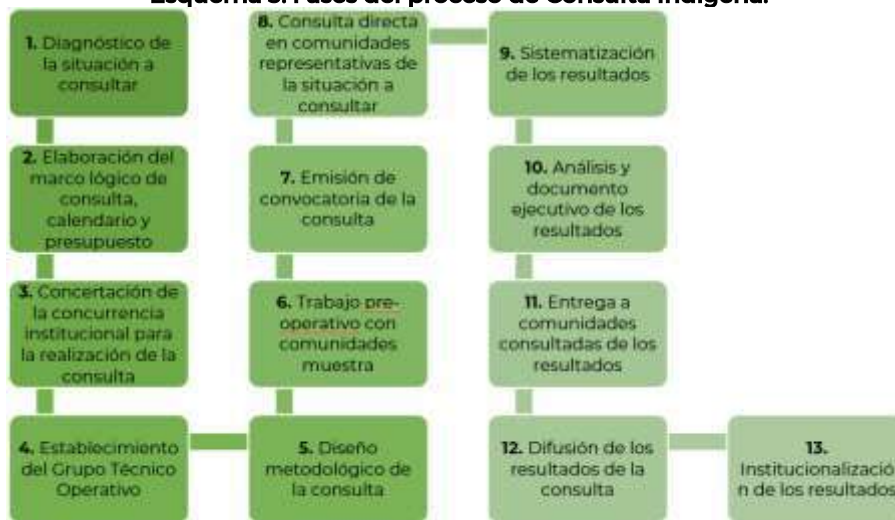 Esquema 3. Fases del proceso de Consulta Indígena.
1. Diagnóstico de
la situación a
consultar
2. Elaboración del
marco lógico de
consulta,
calendario y
presupuesto
3. Concertación de
la concurrencia
institucional para
la realización de la
consulta
4. Establecimiento
del Grupo Técnico
Operativo
5. Diseño
metodológico de
la consulta
6. Trabajo pre-
operativo con
comunidades
muestra
7. Emisión de
convocatoria de la
consulta
8. Consulta directa
en comunidades
representativas de
la situación a
consultar
9. Sistematización
de los resultados
10. Análisis y
documento
ejecutivo de los
resultados
11. Entrega a
comunidades
consultadas de los
resultados
12. Difusión de los
resultados de la
consulta
13.
Institucionalizació
n de los resultados